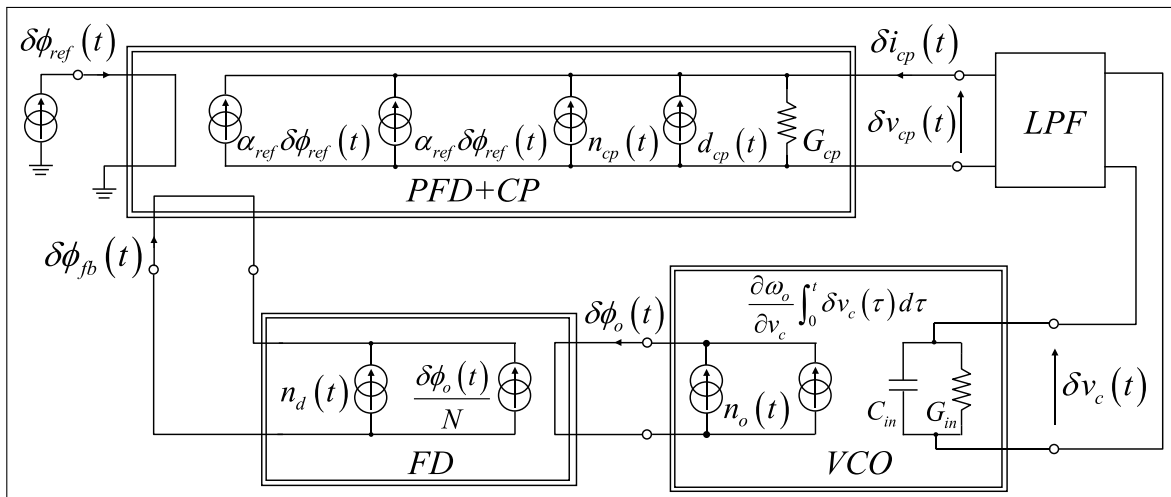 δϕ_ref(t)
α_ref δϕ_ref(t)
α_ref δϕ_ref(t)
n_cp(t)
d_cp(t)
G_cp
PFD+CP
δi_cp(t)
δv_cp(t)
LPF
δϕ_fb(t)
n_d(t)
δϕ_o(t)
N
FD
δϕ_o(t)
∂ω_o/∂v_c ∫_0^t δv_c(τ)dτ
n_o(t)
C_in
G_in
VCO
δv_c(t)